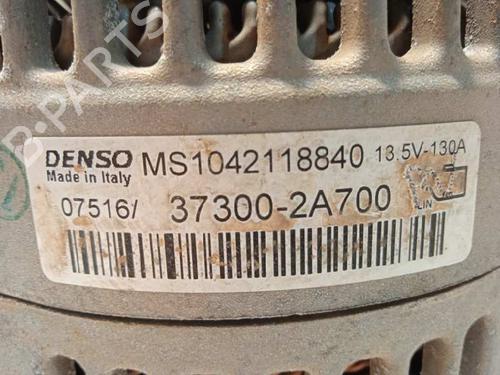 B-PARTS
DENSO MS1042118840 13.5V-130A
Made in Italy
07516/ 37300-2A700
LIN